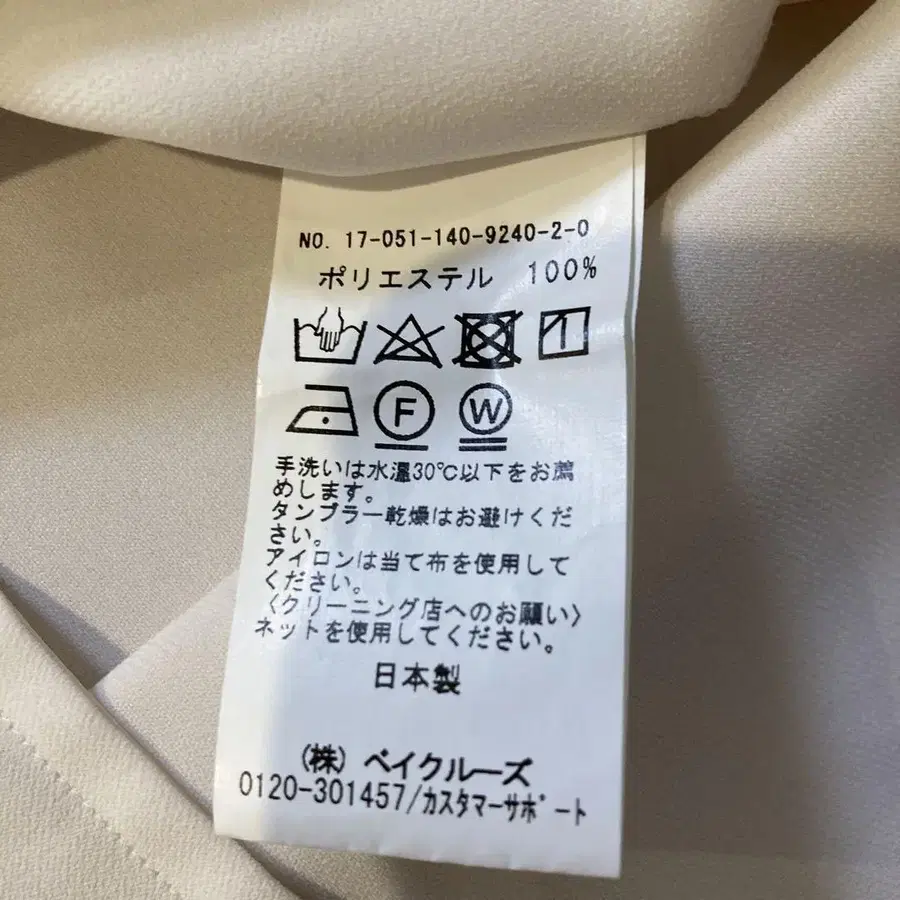 NO. 17-051-140-9240-2-0
ポリエステル 100%
F W
手洗いは水温30℃以下をお薦
めします。
タンブラー乾燥はお避けくだ
さい。
アイロンは当て布を使用して
ください。
〈クリーニング店へのお願い〉
ネットを使用してください。
日本製
(株) ベイクルーズ
0120-301457/カスタマーサポート